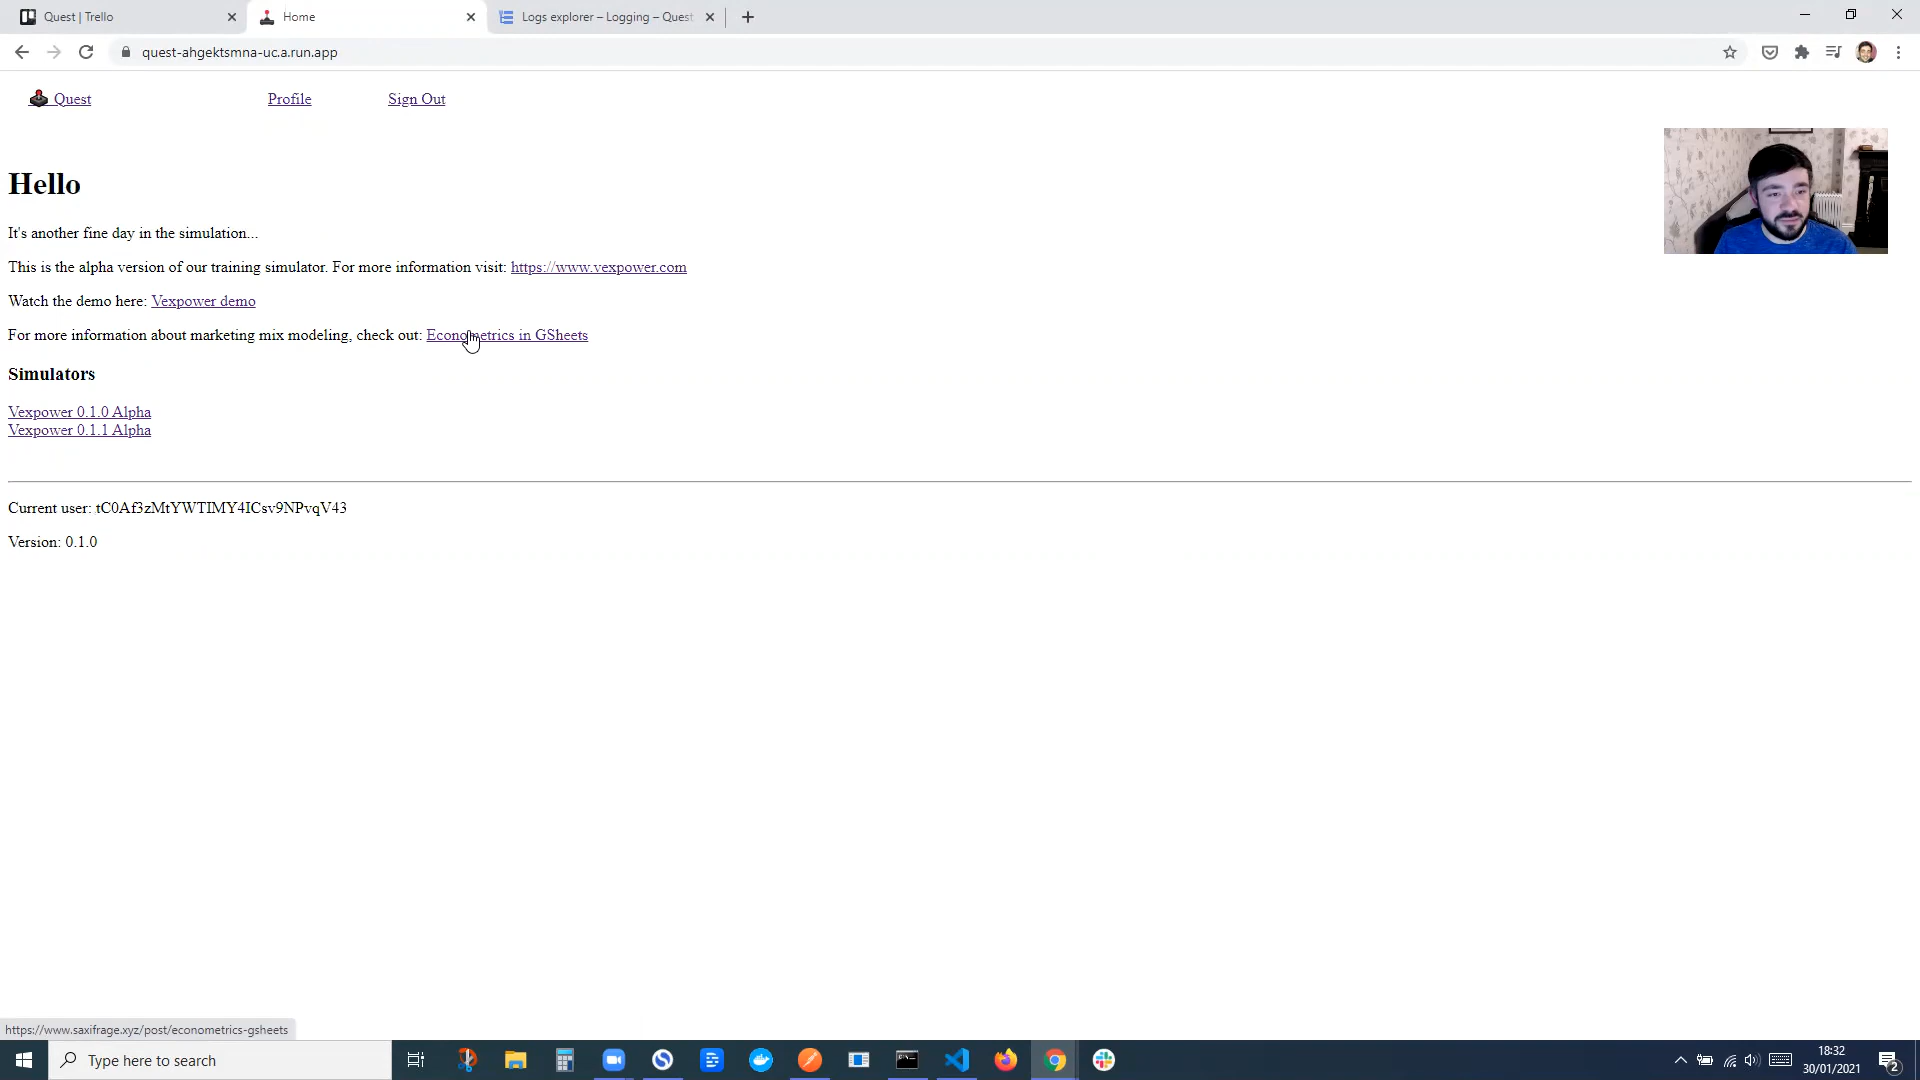 Quest | Trello
Home
Logs explorer – Logging – Quest
quest-ahgektsmna-uc.a.run.app
Quest
Profile
Sign Out
Hello
It's another fine day in the simulation...
This is the alpha version of our training simulator. For more information visit: https://www.vexpower.com
Watch the demo here: Vexpower demo
For more information about marketing mix modeling, check out: Econometrics in GSheets
Simulators
Vexpower 0.1.0 Alpha
Vexpower 0.1.1 Alpha
Current user: tC0Af3zMtYWTIMY4ICsv9NPvqV43
Version: 0.1.0
https://www.saxifrage.xyz/post/econometrics-gsheets
Type here to search
18:32
30/01/2021
2